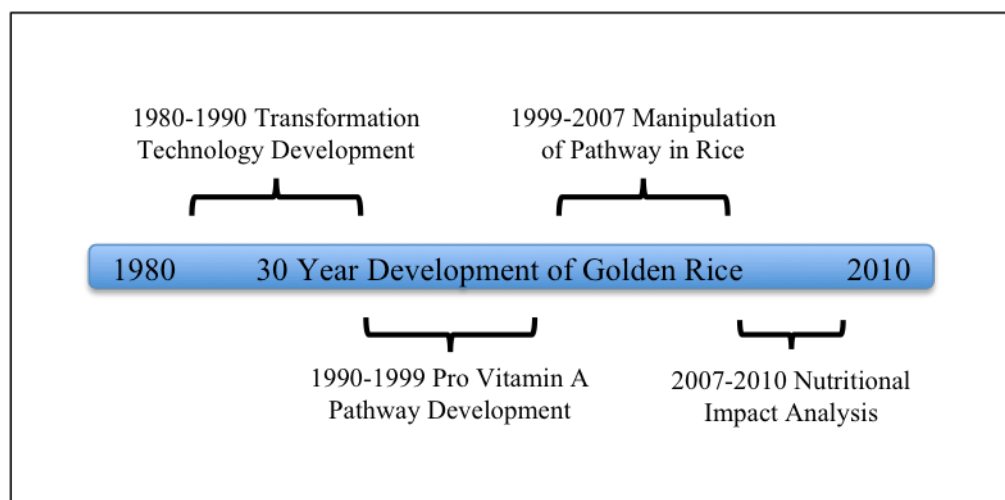 1980-1990 Transformation
Technology Development
1999-2007 Manipulation
of Pathway in Rice
1980 30 Year Development of Golden Rice 2010
1990-1999 Pro Vitamin A
Pathway Development
2007-2010 Nutritional
Impact Analysis